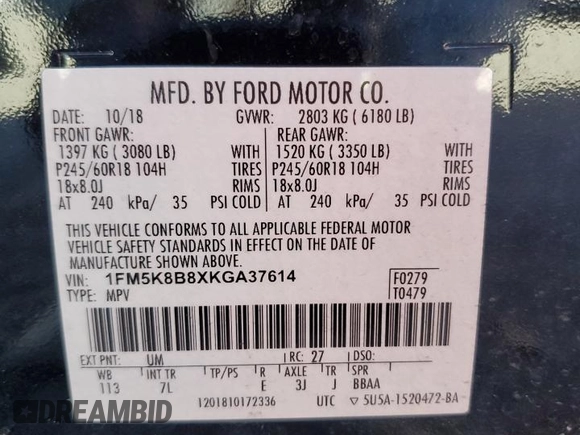 MFD. BY FORD MOTOR CO.
DATE: 10/18 GVWR: 2803 KG ( 6180 LB)
FRONT GAWR: REAR GAWR:
1397 KG ( 3080 LB) WITH 1520 KG ( 3350 LB) WITH
P245/60R18 104H TIRES P245/60R18 104H TIRES
18x8.0J RIMS 18x8.0J RIMS
AT 240 kPa/ 35 PSI COLD AT 240 kPa/ 35 PSI COLD
THIS VEHICLE CONFORMS TO ALL APPLICABLE FEDERAL MOTOR
VEHICLE SAFETY STANDARDS IN EFFECT ON THE DATE OF
MANUFACTURE SHOWN ABOVE.
VIN: 1FM5K8B8XKGA37614 F0279
TYPE: MPV T0479
EXT PNT: UM RC: 27 DSO:
WB INT TR TP/PS R AXLE TR SPR
113 7L E 3J J BBAA
1201810172336 UTC ▽ 5U5A-1520472-BA
DREAMBID